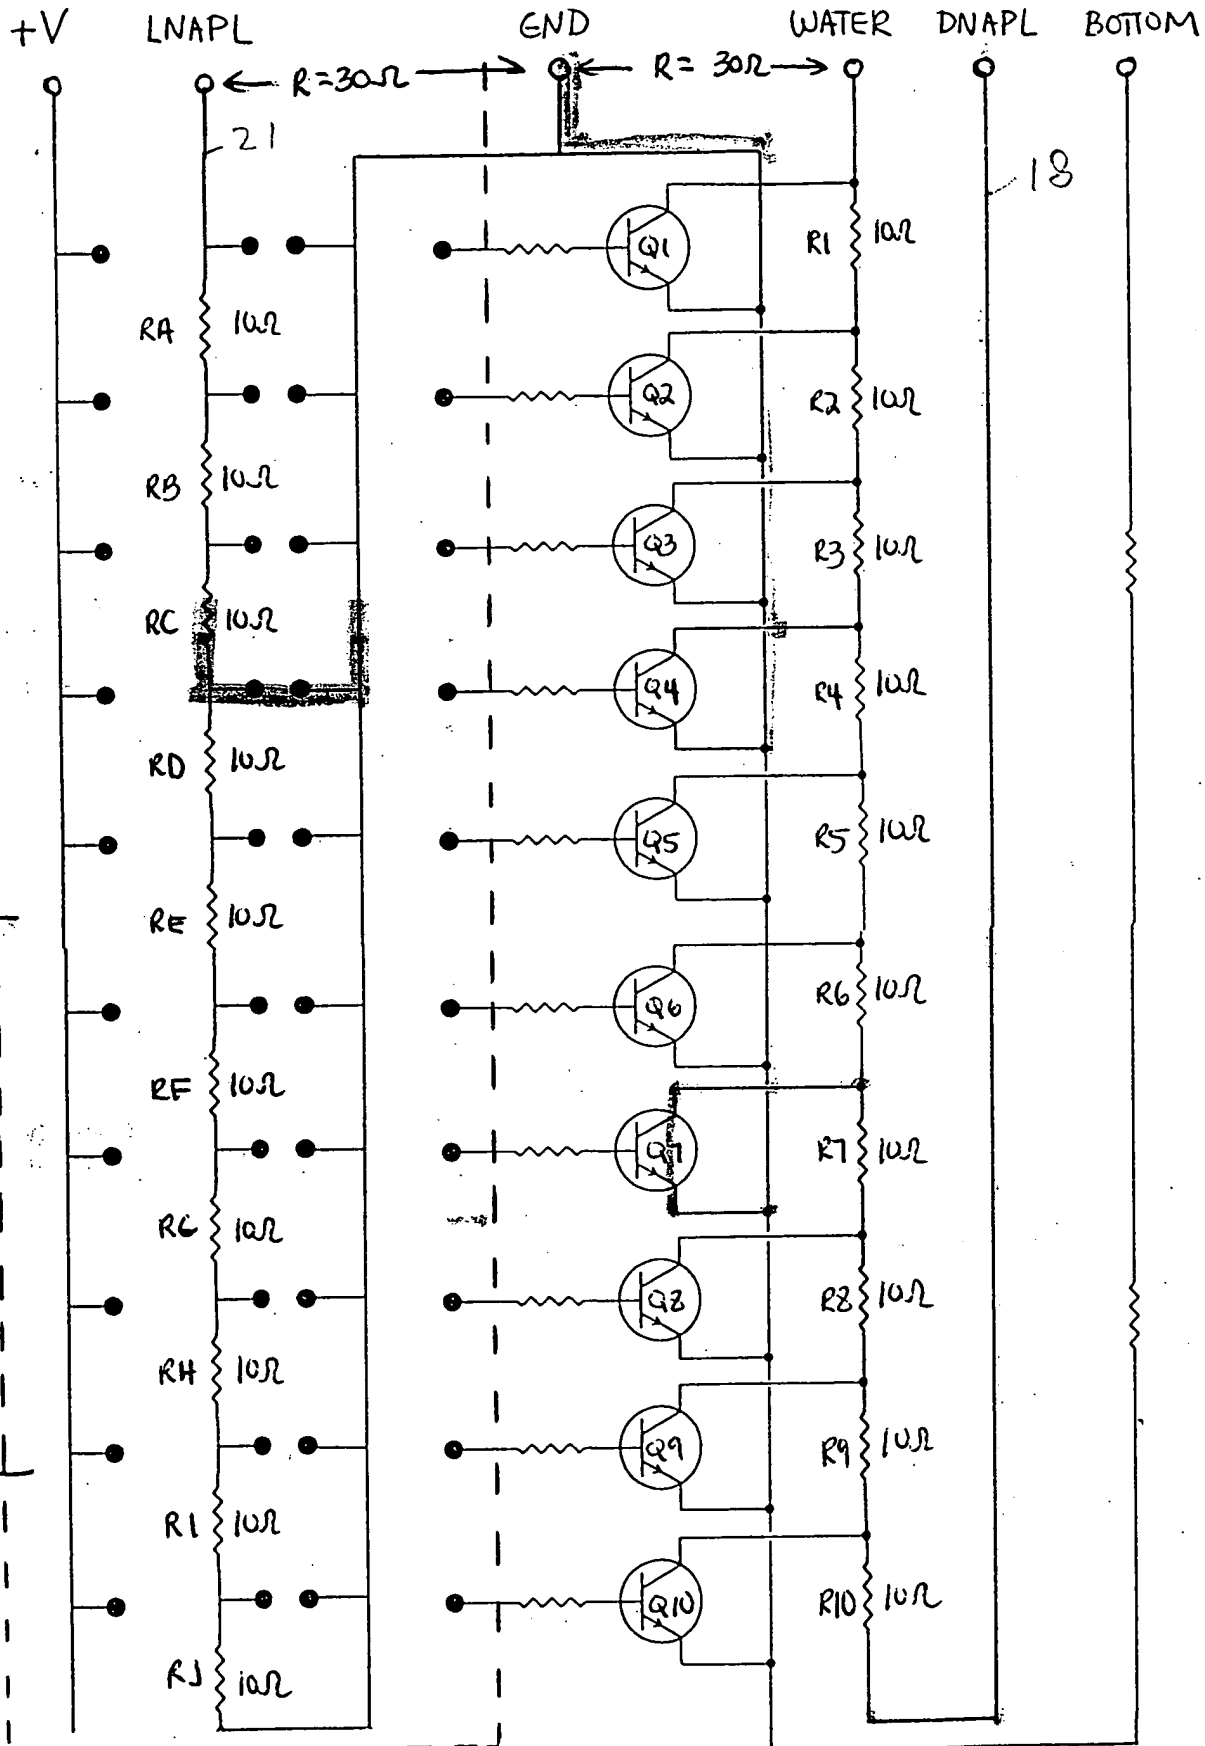 +V LNAPL GND WATER DNAPL BOTTOM
R=30Ω R= 30Ω
21
18
Q1 R1 10Ω
RA 10Ω
Q2 R2 10Ω
RB 10Ω
Q3 R3 10Ω
RC 10Ω
Q4 R4 10Ω
RD 10Ω
Q5 R5 10Ω
RE 10Ω
Q6 R6 10Ω
RF 10Ω
Q7 R7 10Ω
RG 10Ω
Q8 R8 10Ω
RH 10Ω
Q9 R9 10Ω
RI 10Ω
Q10 R10 10Ω
RJ 10Ω